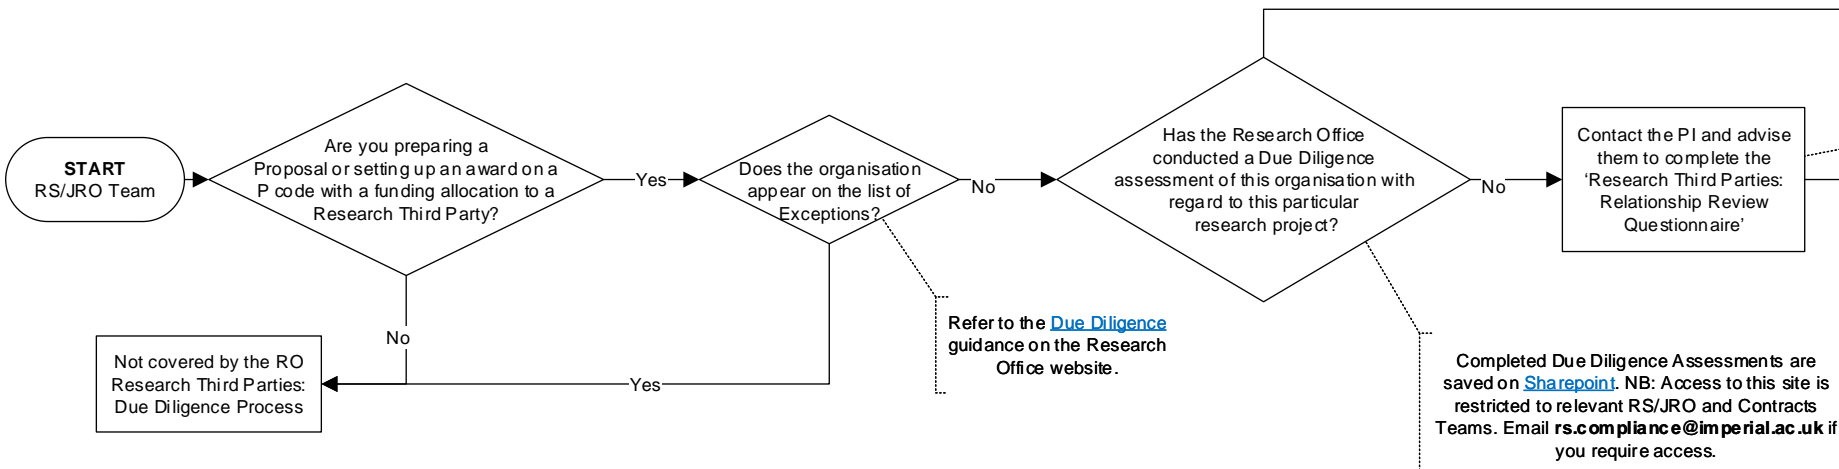 START
RS/JRO Team
Are you preparing a
Proposal or setting up an award on a
P code with a funding allocation to a
Research Third Party?
Yes
Does the organisation
appear on the list of
Exceptions?
No
Has the Research Office
conducted a Due Diligence
assessment of this organisation with
regard to this particular
research project?
No
Contact the PI and advise
them to complete the
‘Research Third Parties:
Relationship Review
Questionnaire’
No
Not covered by the RO
Research Third Parties:
Due Diligence Process
Yes
Refer to the Due Diligence
guidance on the Research
Office website.
Completed Due Diligence Assessments are
saved on Sharepoint. NB: Access to this site is
restricted to relevant RS/JRO and Contracts
Teams. Email rs.compliance@imperial.ac.uk if
you require access.